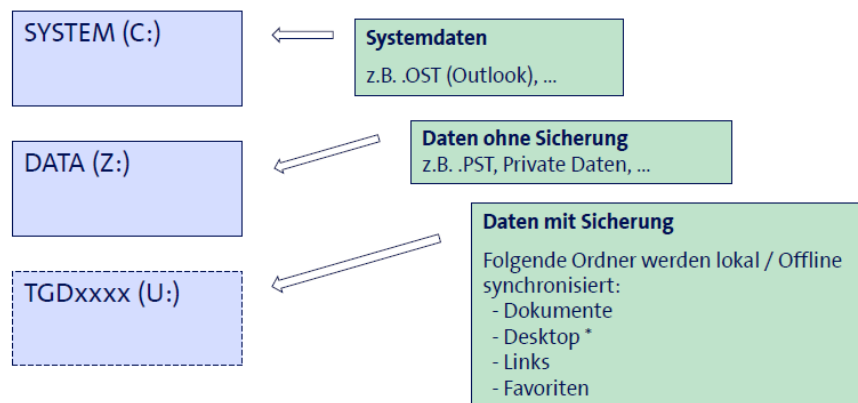 SYSTEM (C:)
Systemdaten
z.B. .OST (Outlook), ...
DATA (Z:)
Daten ohne Sicherung
z.B. .PST, Private Daten, ...
TGDxxxx (U:)
Daten mit Sicherung
Folgende Ordner werden lokal / Offline
synchronisiert:
- Dokumente
- Desktop *
- Links
- Favoriten